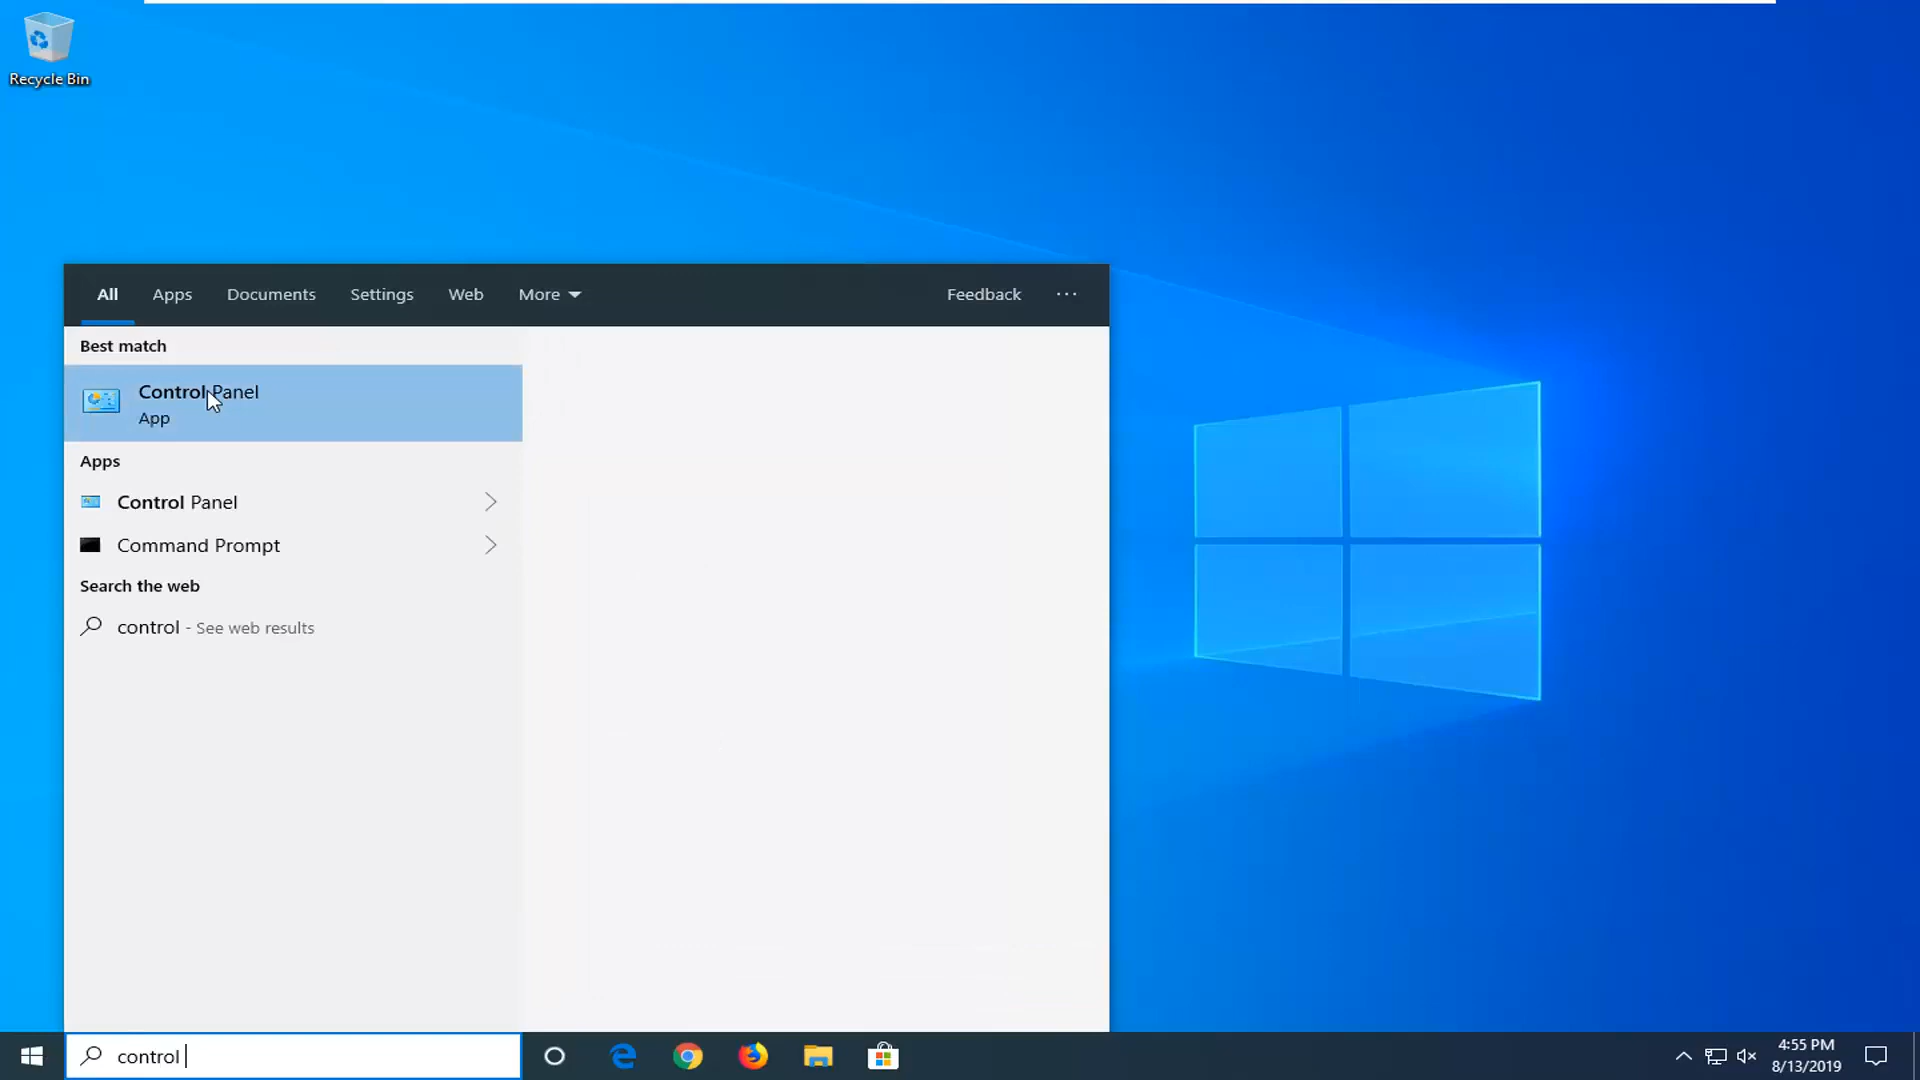 Recycle Bin
All Apps Documents Settings Web More Feedback ...
Best match
Control Panel
App
Apps
Control Panel
Command Prompt
Search the web
control - See web results
control
4:55 PM
8/13/2019